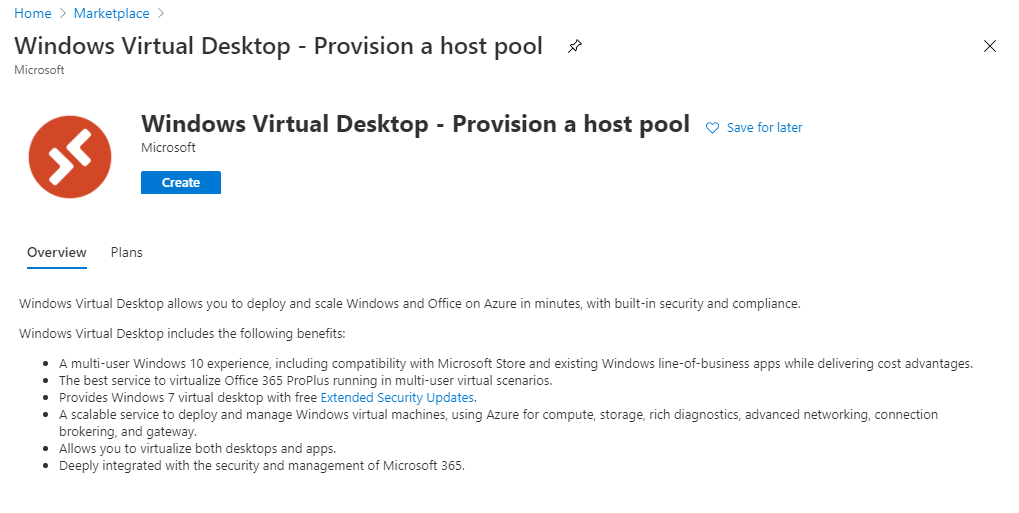 Home > Marketplace >
Windows Virtual Desktop - Provision a host pool
Microsoft
Windows Virtual Desktop - Provision a host pool
Save for later
Microsoft
Create
Overview Plans
Windows Virtual Desktop allows you to deploy and scale Windows and Office on Azure in minutes, with built-in security and compliance.
Windows Virtual Desktop includes the following benefits:
• A multi-user Windows 10 experience, including compatibility with Microsoft Store and existing Windows line-of-business apps while delivering cost advantages.
• The best service to virtualize Office 365 ProPlus running in multi-user virtual scenarios.
• Provides Windows 7 virtual desktop with free Extended Security Updates.
• A scalable service to deploy and manage Windows virtual machines, using Azure for compute, storage, rich diagnostics, advanced networking, connection
brokering, and gateway.
• Allows you to virtualize both desktops and apps.
• Deeply integrated with the security and management of Microsoft 365.